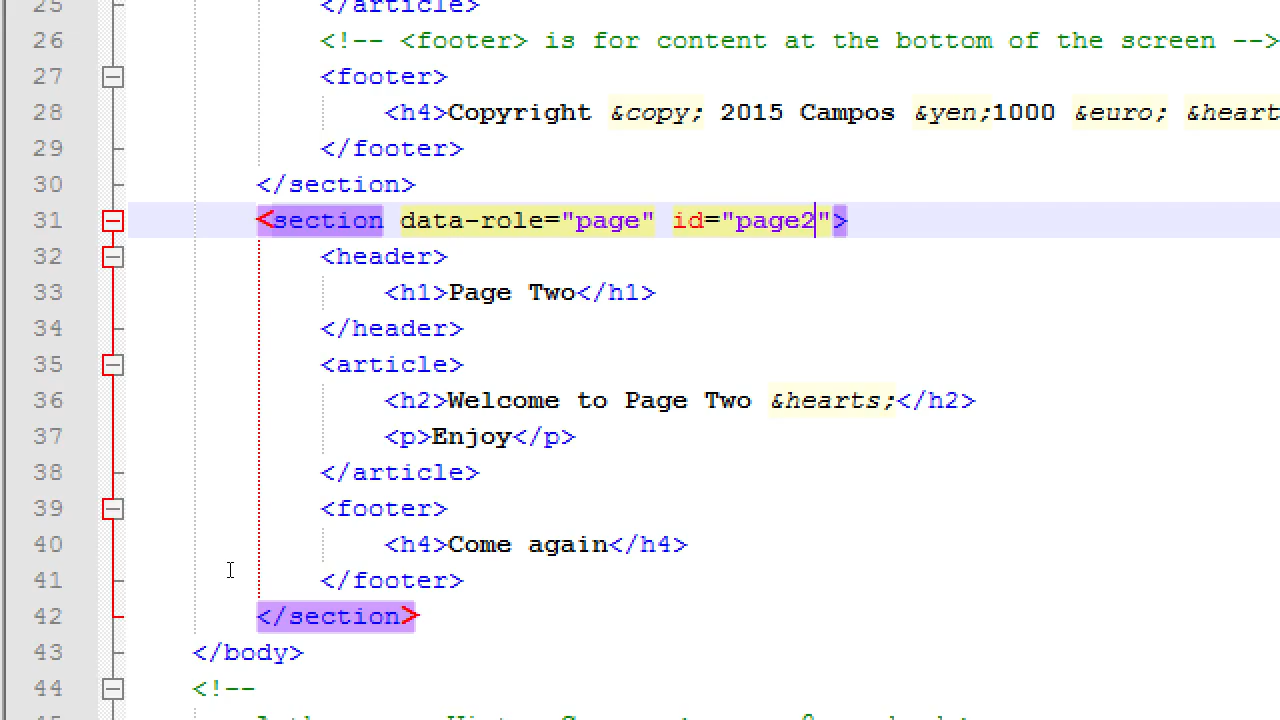 25 </article>
26 <!-- <footer> is for content at the bottom of the screen -->
27 <footer>
28 <h4>Copyright &copy; 2015 Campos &yen;1000 &euro; &heart
29 </footer>
30 </section>
31 <section data-role="page" id="page2">
32 <header>
33 <h1>Page Two</h1>
34 </header>
35 <article>
36 <h2>Welcome to Page Two &hearts;</h2>
37 <p>Enjoy</p>
38 </article>
39 <footer>
40 <h4>Come again</h4>
41 </footer>
42 </section>
43 </body>
44 <!--